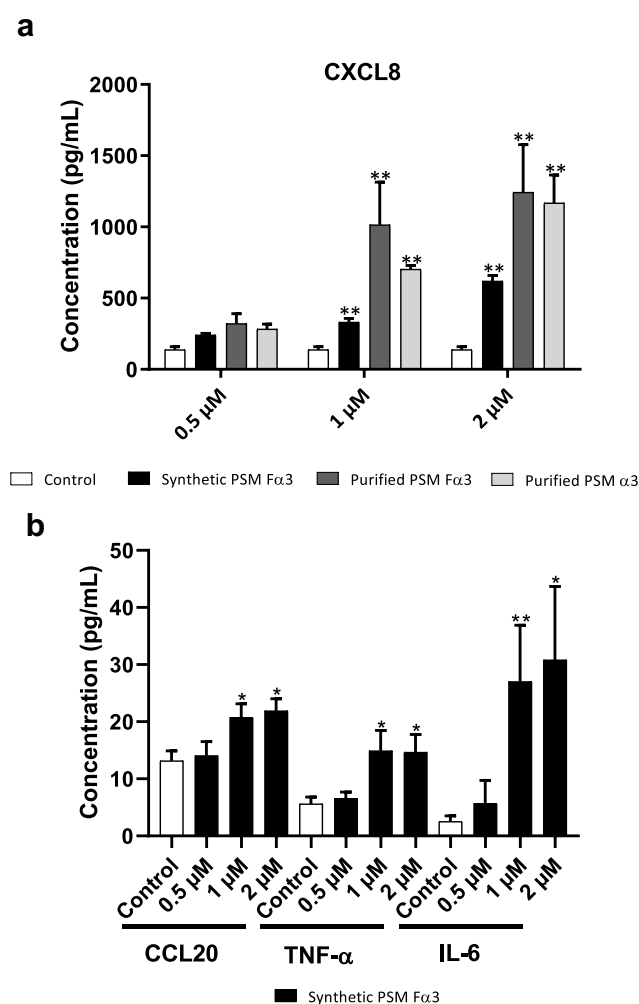 a
CXCL8
Concentration (pg/mL)
2000
1500
1000
500
0
** ** **
** ** **
0.5 µM 1 µM 2 µM
Control Synthetic PSM Fα3 Purified PSM Fα3 Purified PSM α3
b
Concentration (pg/mL)
50
40
30
20
10
0
* * * * ** *
Control 0.5 µM 1 µM 2 µM Control 0.5 µM 1 µM 2 µM Control 0.5 µM 1 µM 2 µM
CCL20 TNF-α IL-6
Synthetic PSM Fα3